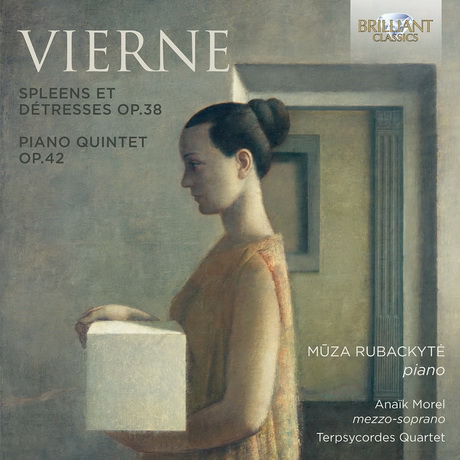 VIERNE
BRILLIANT
CLASSICS
SPLEENS ET
DÉTRESSES OP.38
PIANO QUINTET
OP.42
MŪZA RUBACKYTĖ
piano
Anaïk Morel
mezzo-soprano
Terpsycordes Quartet